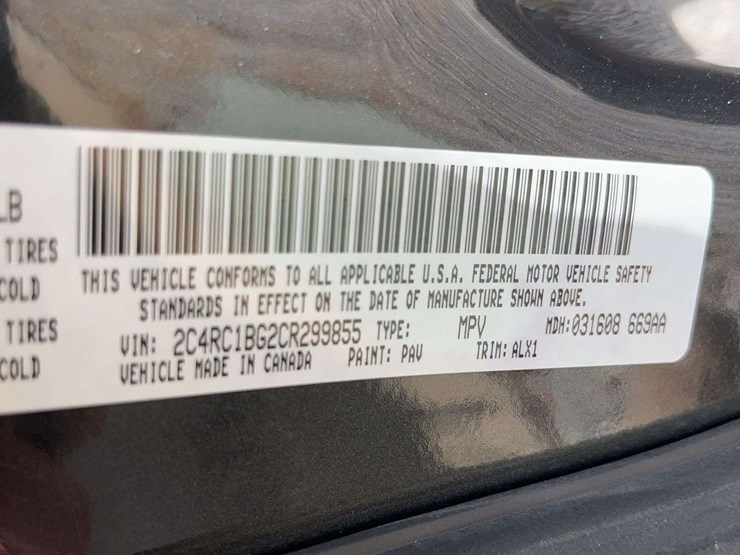 LB
TIRES
COLD
TIRES
COLD
THIS VEHICLE CONFORMS TO ALL APPLICABLE U.S.A. FEDERAL MOTOR VEHICLE SAFETY
STANDARDS IN EFFECT ON THE DATE OF MANUFACTURE SHOWN ABOVE.
VIN: 2C4RC1BG2CR299855 TYPE: MPV MDH:031608 669AA
VEHICLE MADE IN CANADA PAINT: PAV TRIM: ALX1